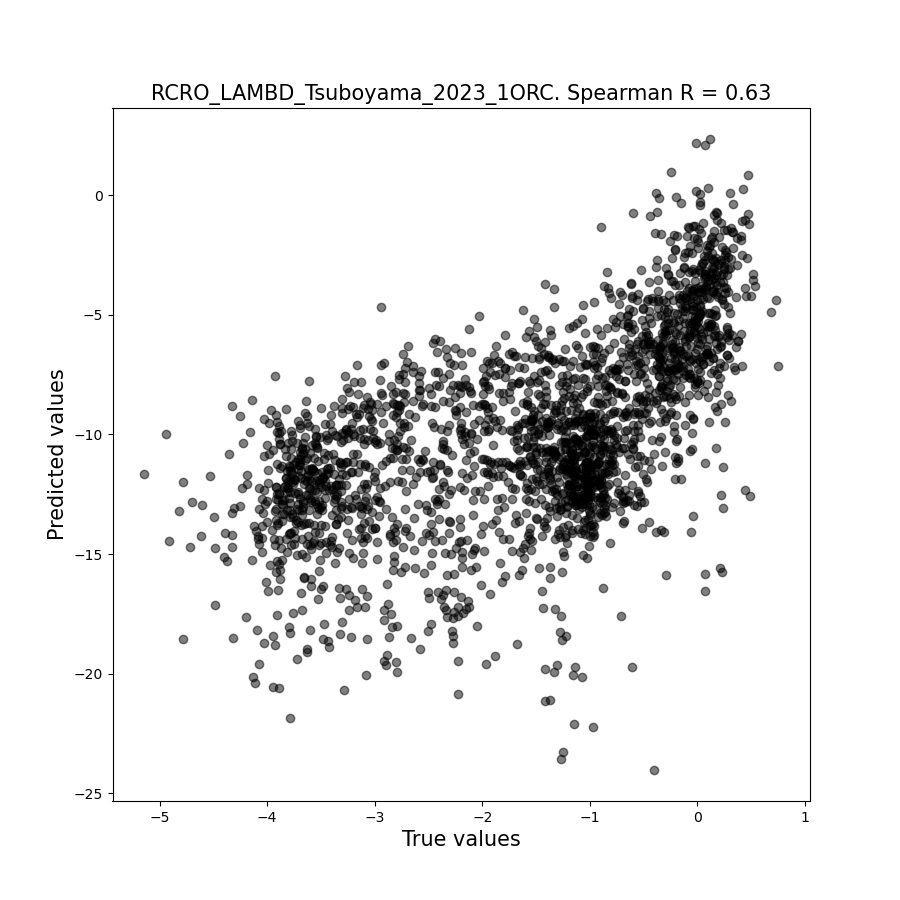 RCRO_LAMBD_Tsuboyama_2023_1ORC. Spearman R = 0.63
Predicted values
0
−5
−10
−15
−20
−25
−5 −4 −3 −2 −1 0 1
True values